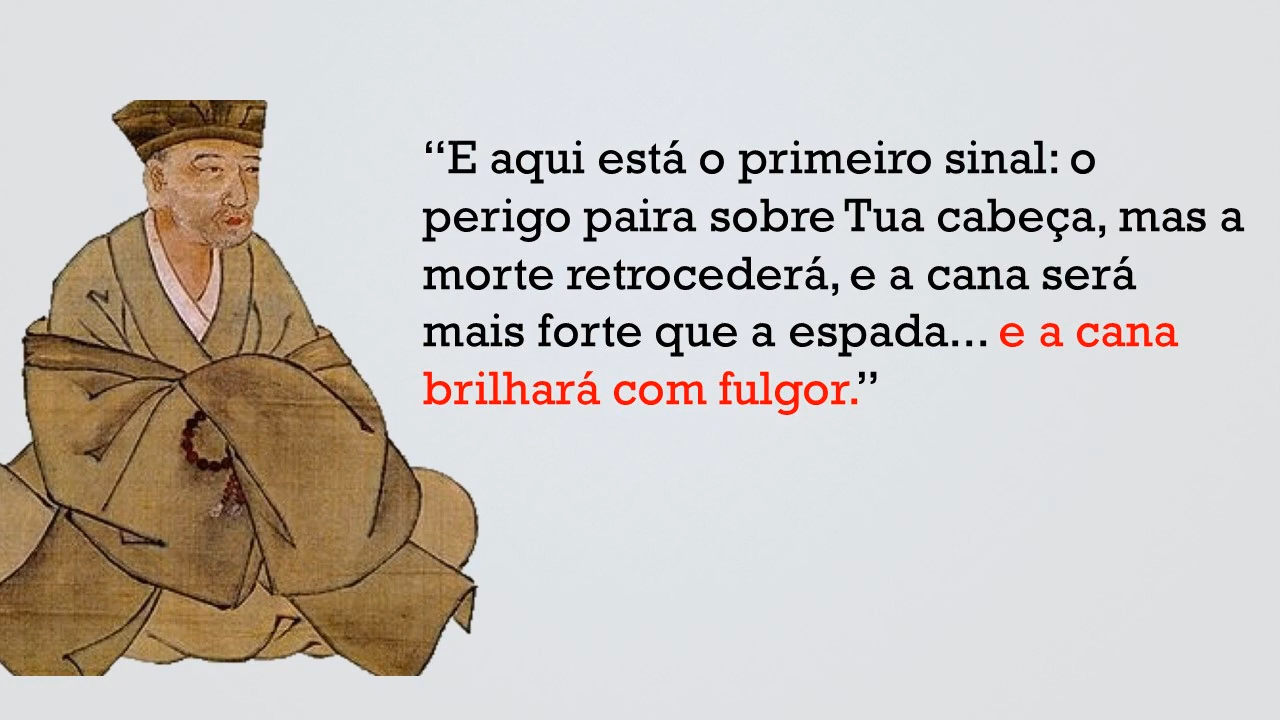 “E aqui está o primeiro sinal: o
perigo paira sobre Tua cabeça, mas a
morte retrocederá, e a cana será
mais forte que a espada... e a cana
brilhará com fulgor.”